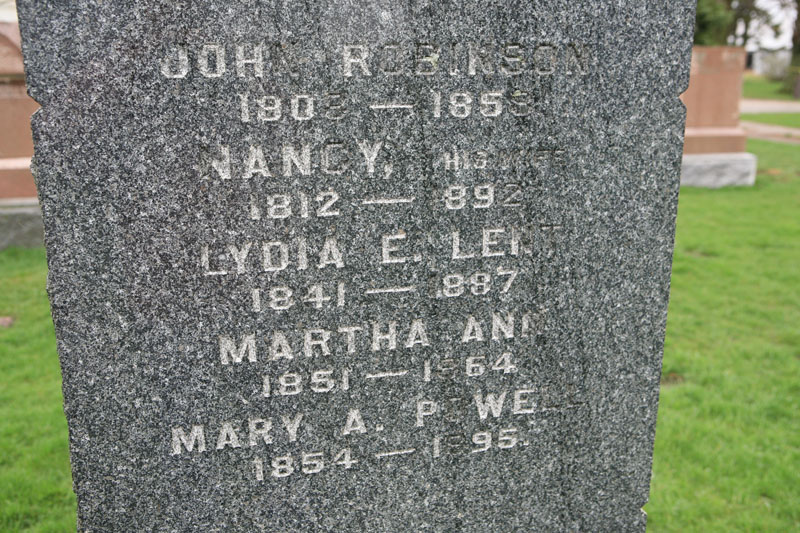 JOHN ROBINSON
1803 — 1858
NANCY, HIS WIFE
1812 — 1892
LYDIA E. LENT
1841 — 1887
MARTHA ANN
1851 — 1864
MARY A. POWELL
1854 — 1895.